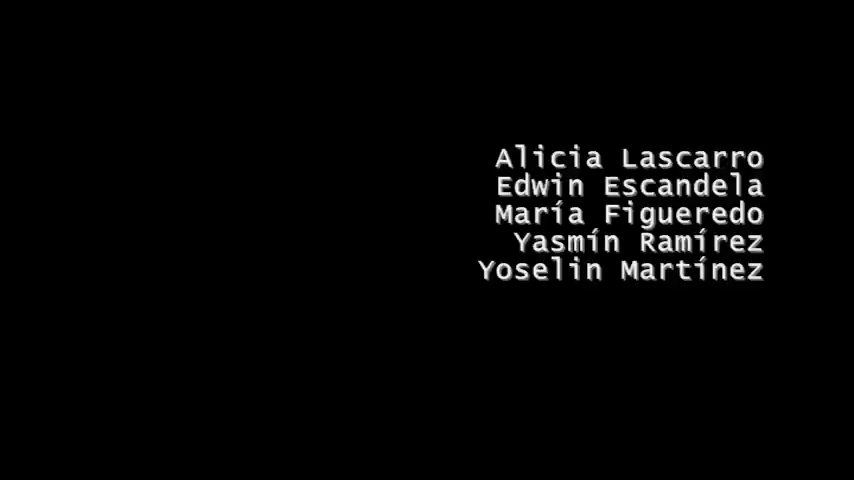 Alicia Lascarro
Edwin Escandela
María Figueredo
Yasmín Ramírez
Yoselin Martínez